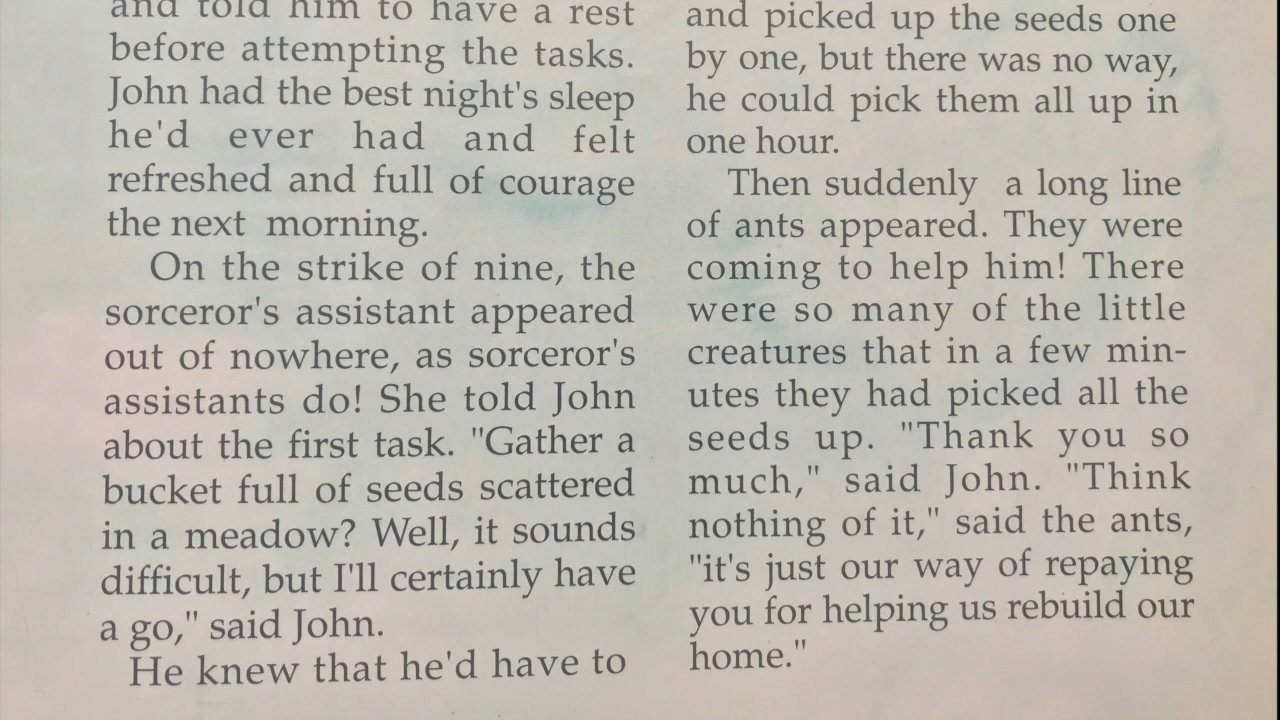 and told him to have a rest
before attempting the tasks.
John had the best night's sleep
he'd ever had and felt
refreshed and full of courage
the next morning.
On the strike of nine, the
sorceror's assistant appeared
out of nowhere, as sorceror's
assistants do! She told John
about the first task. "Gather a
bucket full of seeds scattered
in a meadow? Well, it sounds
difficult, but I'll certainly have
a go," said John.
He knew that he'd have to
and picked up the seeds one
by one, but there was no way,
he could pick them all up in
one hour.
Then suddenly a long line
of ants appeared. They were
coming to help him! There
were so many of the little
creatures that in a few min-
utes they had picked all the
seeds up. "Thank you so
much," said John. "Think
nothing of it," said the ants,
"it's just our way of repaying
you for helping us rebuild our
home."